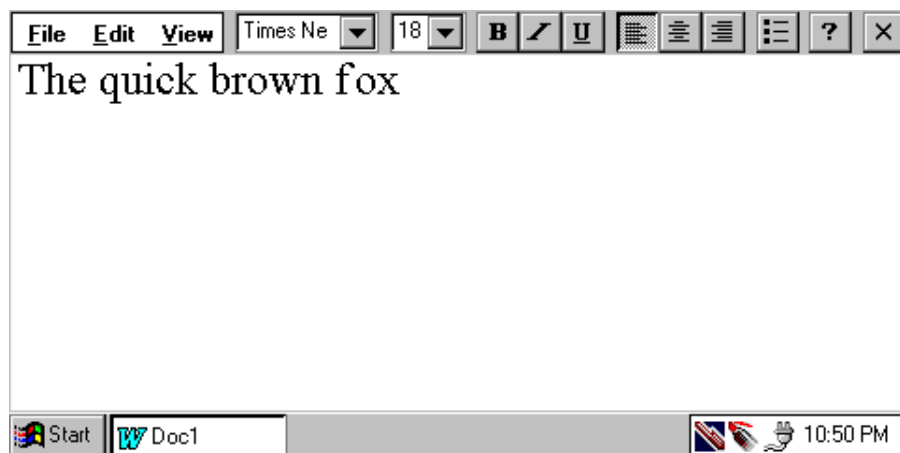 File Edit View Times Ne 18 B I U ?
The quick brown fox
Start Doc1 10:50 PM